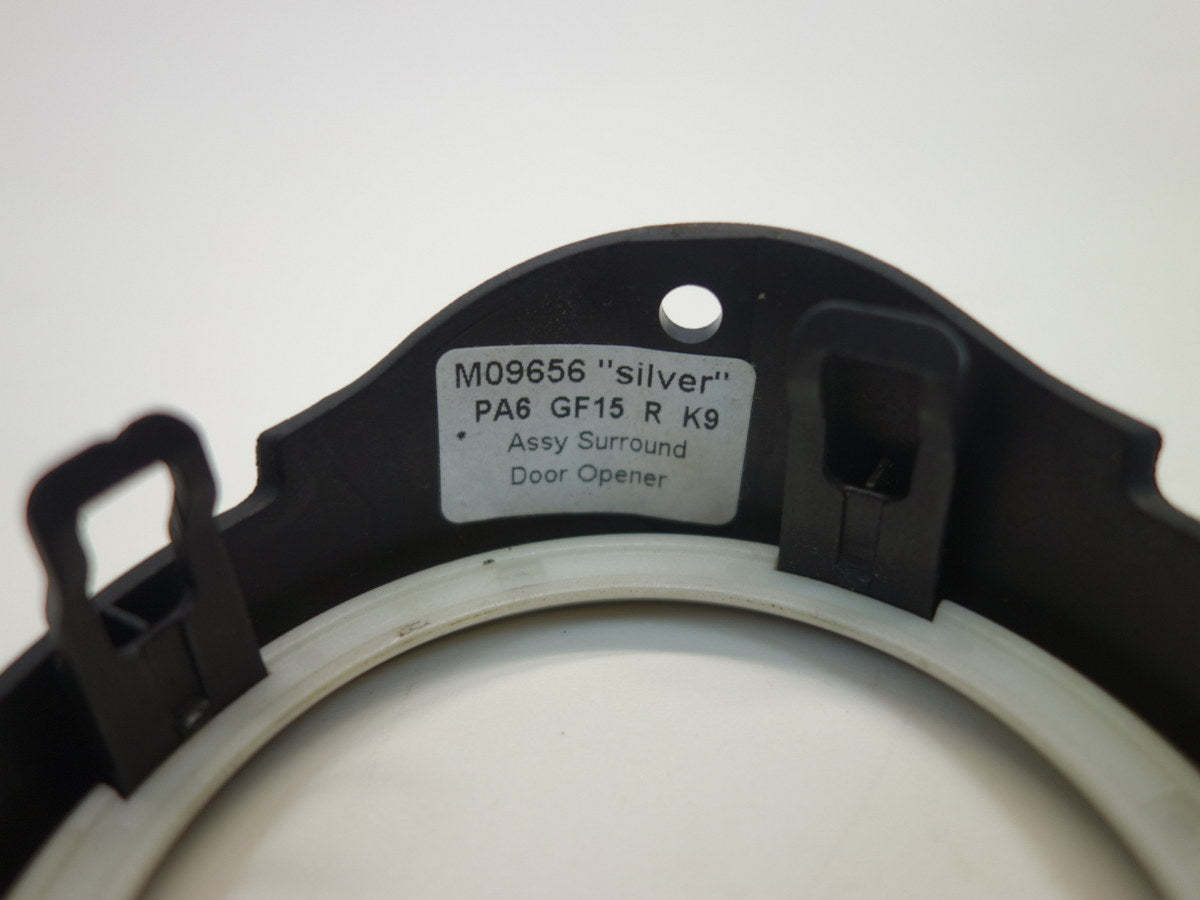 M09656 "silver"
PA6 GF15 R K9
Assy Surround
Door Opener